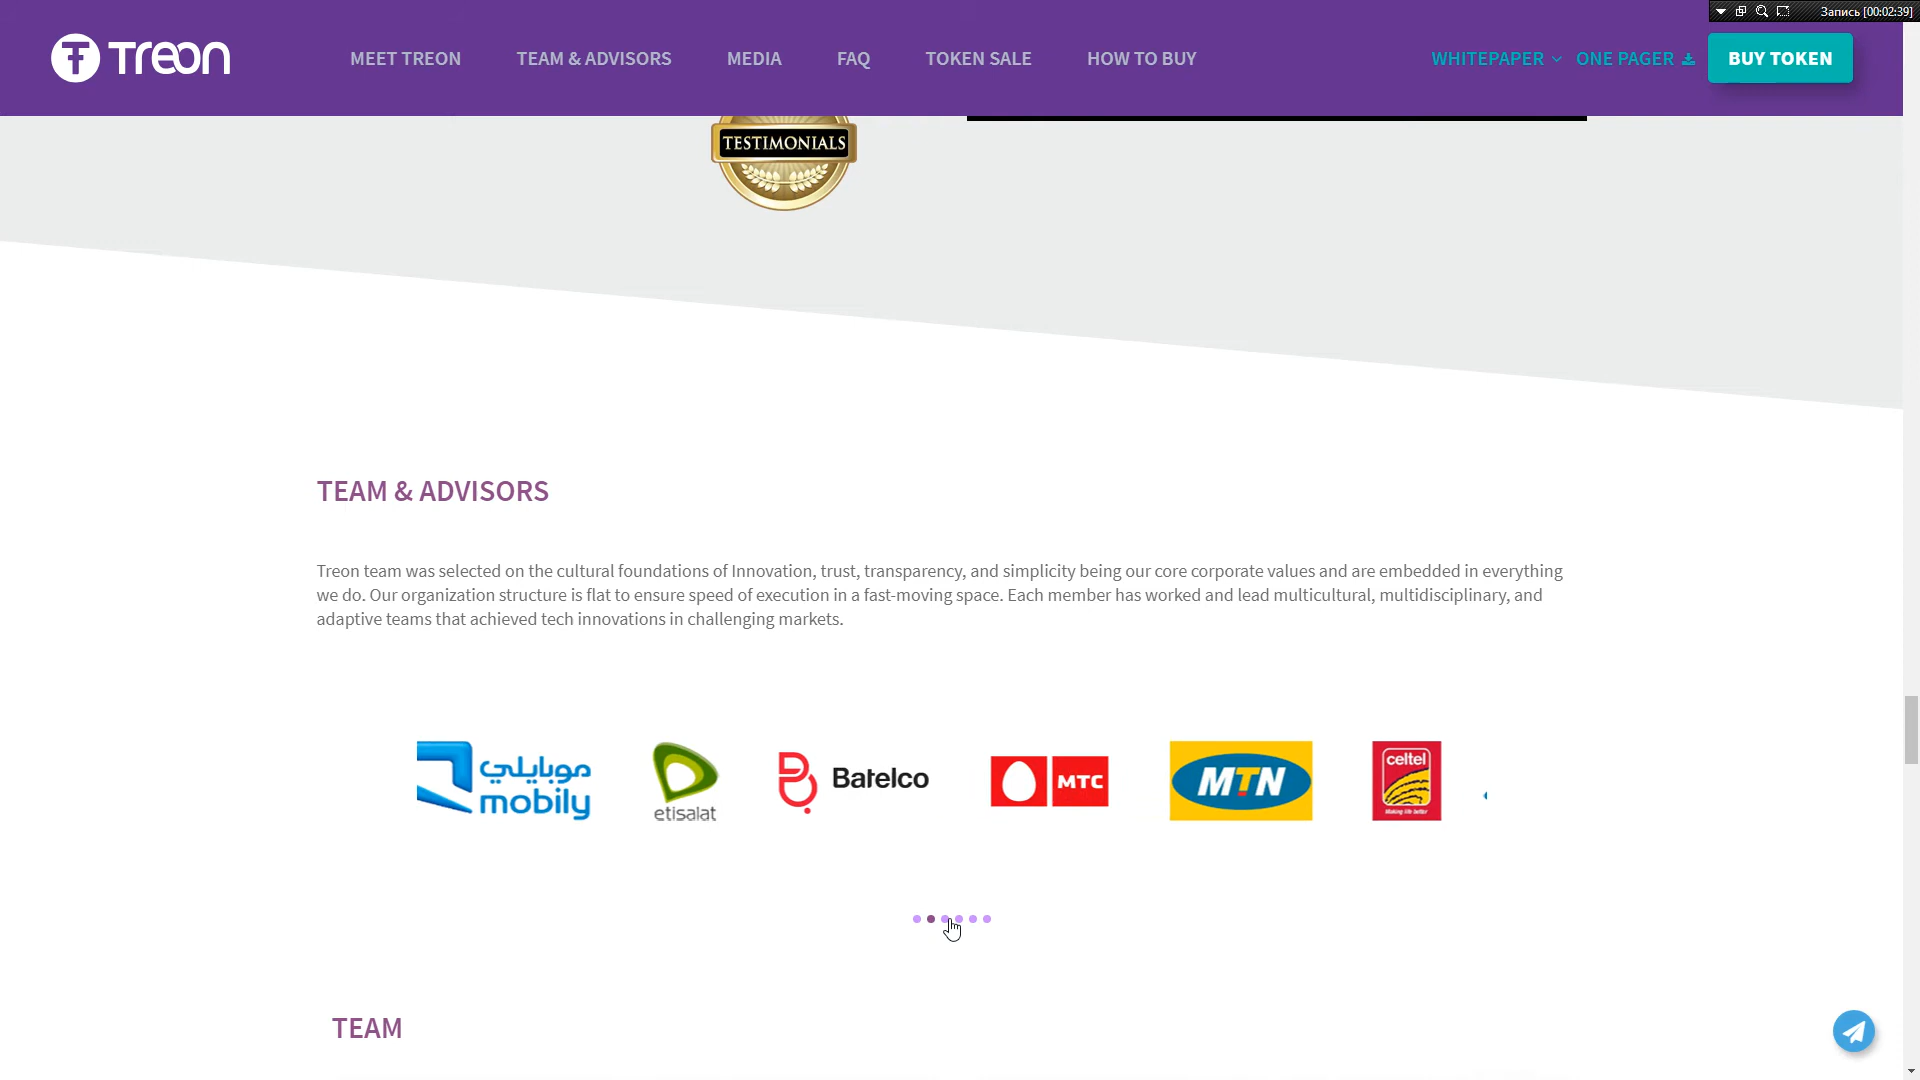 Запись [00:02:39]
Treon
MEET TREON
TEAM & ADVISORS
MEDIA
FAQ
TOKEN SALE
HOW TO BUY
WHITEPAPER
ONE PAGER
BUY TOKEN
TESTIMONIALS
TEAM & ADVISORS
Treon team was selected on the cultural foundations of Innovation, trust, transparency, and simplicity being our core corporate values and are embedded in everything
we do. Our organization structure is flat to ensure speed of execution in a fast-moving space. Each member has worked and lead multicultural, multidisciplinary, and
adaptive teams that achieved tech innovations in challenging markets.
موبايلي
mobily
etisalat
Batelco
МТС
MTN
celtel
Making life better
TEAM